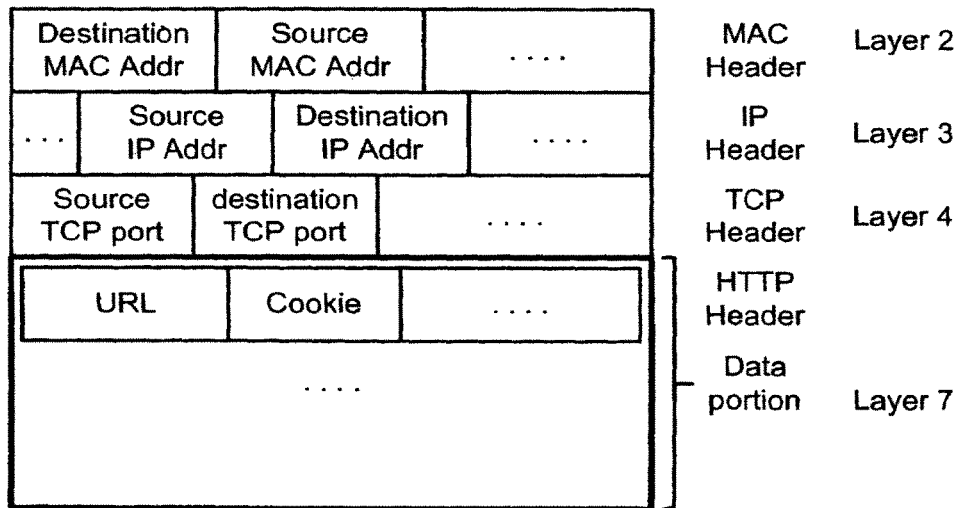 Destination Source MAC Layer 2
MAC Addr MAC Addr .... Header
... Source Destination .... IP Layer 3
IP Addr IP Addr Header
Source destination TCP
TCP port TCP port .... Header Layer 4
HTTP
URL Cookie .... Header
....
Data
portion Layer 7